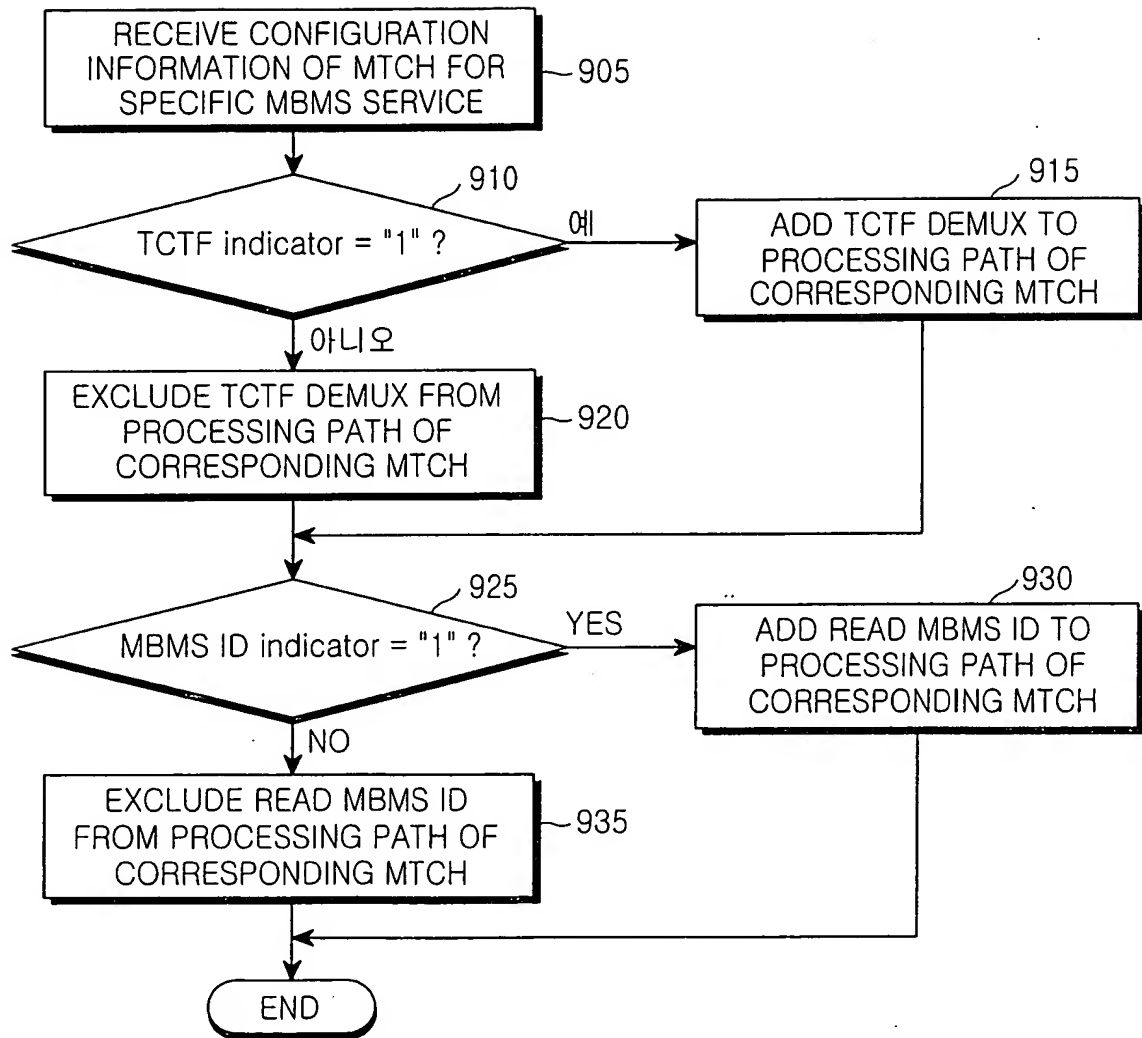 RECEIVE CONFIGURATION
INFORMATION OF MTCH FOR
SPECIFIC MBMS SERVICE
905
910
TCTF indicator = "1" ?
예
915
ADD TCTF DEMUX TO
PROCESSING PATH OF
CORRESPONDING MTCH
아니오
EXCLUDE TCTF DEMUX FROM
PROCESSING PATH OF
CORRESPONDING MTCH
920
925
MBMS ID indicator = "1" ?
YES
930
ADD READ MBMS ID TO
PROCESSING PATH OF
CORRESPONDING MTCH
NO
EXCLUDE READ MBMS ID
FROM PROCESSING PATH OF
CORRESPONDING MTCH
935
END